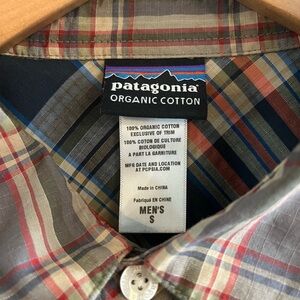 patagonia®
ORGANIC COTTON
100% ORGANIC COTTON
EXCLUSIVE OF TRIM
100% COTON DE CULTURE
BIOLOGIQUE
A PART LA GARNITURE
MFG DATE AND LOCATION
AT PCPSIA.COM
Made in CHINA
Fabriqué EN CHINE
MEN'S
S